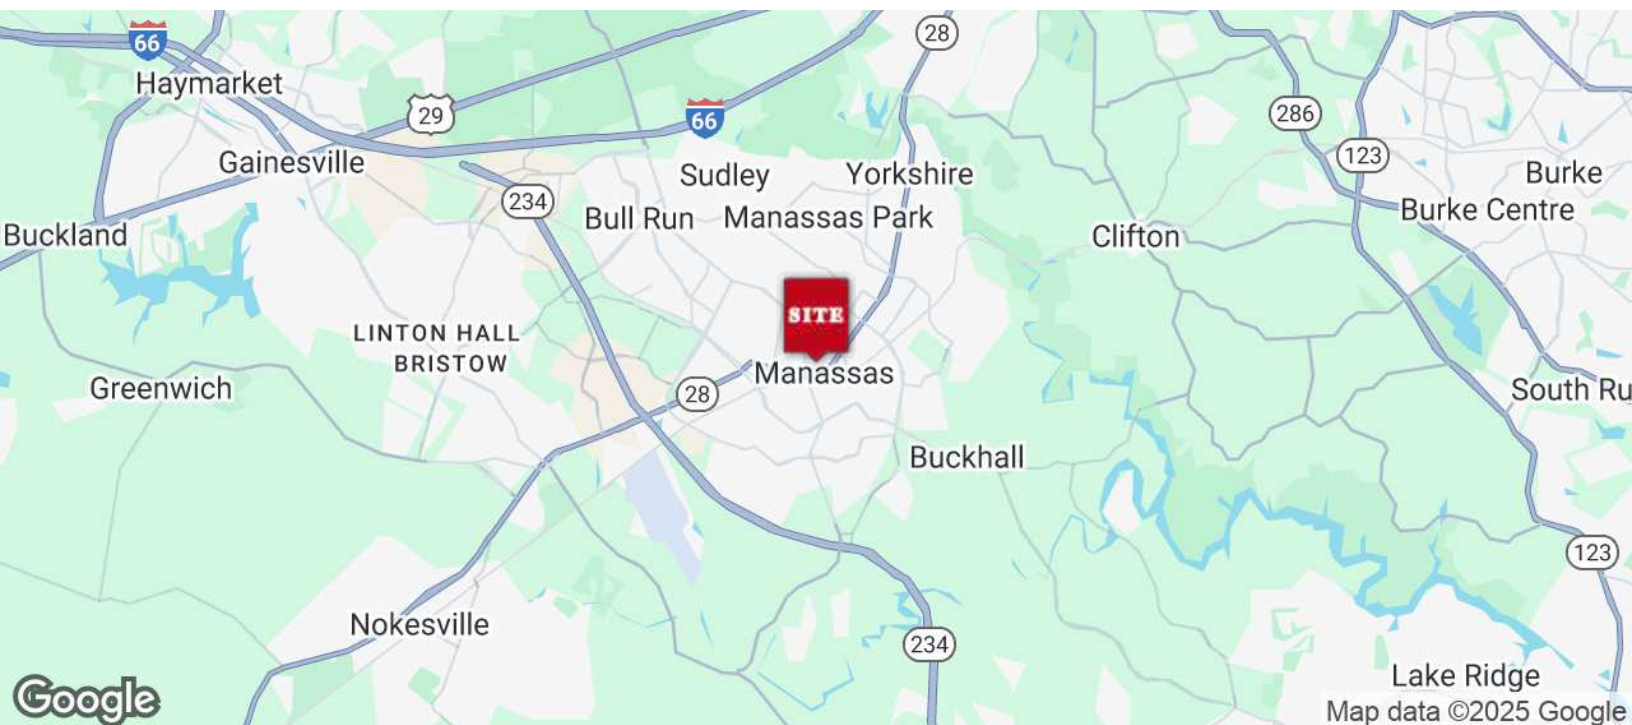 28
66
Haymarket
29
66
286
123
Gainesville
Sudley
Yorkshire
Burke
234
Bull Run
Manassas Park
Burke Centre
Buckland
Clifton
SITE
LINTON HALL
BRISTOW
Manassas
Greenwich
28
South Ru
Buckhall
123
Nokesville
234
Lake Ridge
Google
Map data ©2025 Google